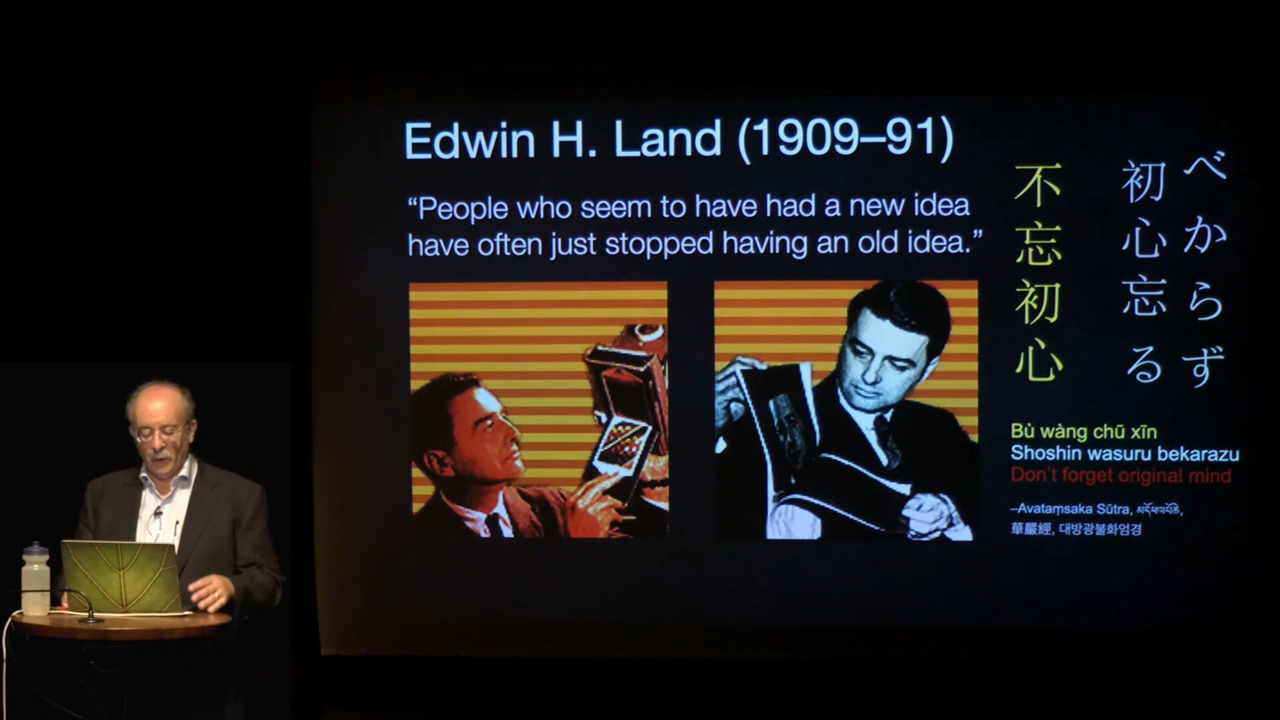 Edwin H. Land (1909–91)
“People who seem to have had a new idea
have often just stopped having an old idea.”
不忘初心
初心忘る
べからず
Bù wàng chū xīn
Shoshin wasuru bekarazu
Don't forget original mind
–Avataṃsaka Sūtra,
華嚴經, 대방광불화엄경